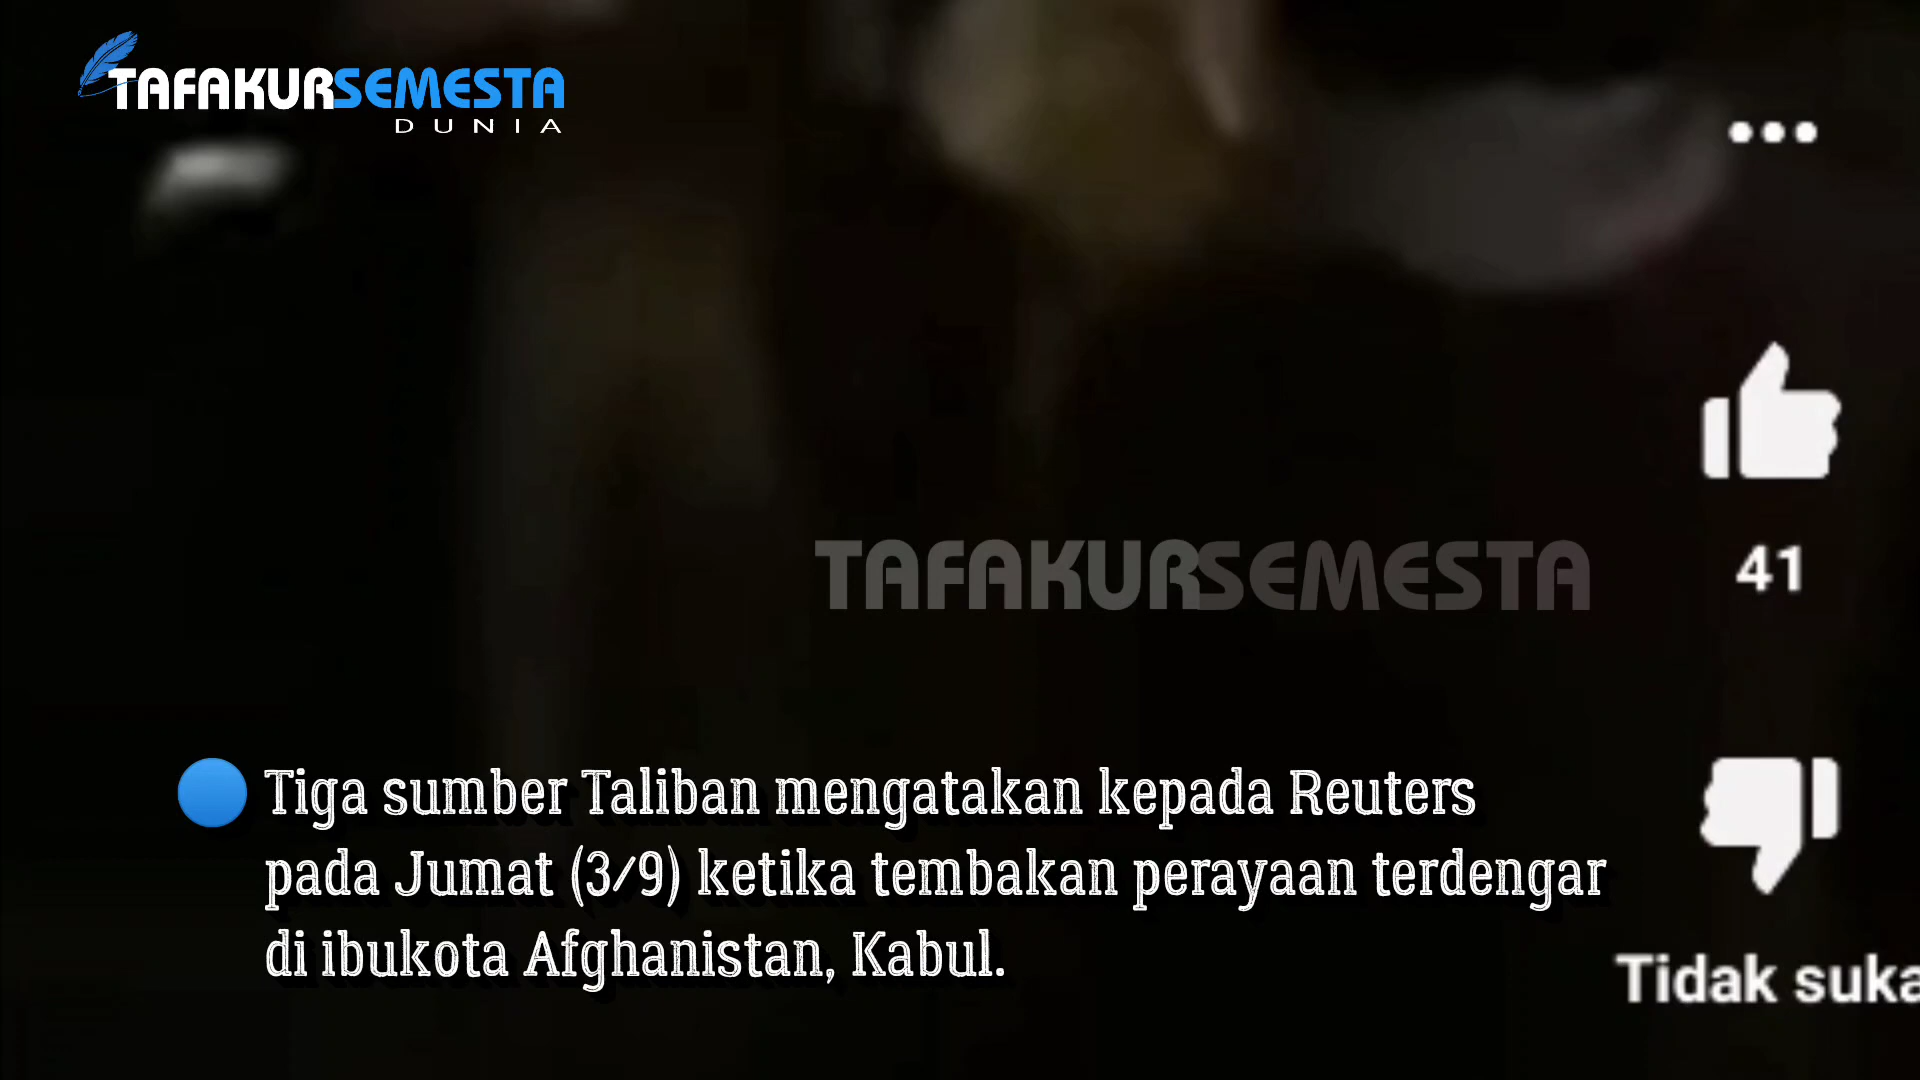 TAFAKURSEMESTA
DUNIA
41
TAFAKURSEMESTA
Tiga sumber Taliban mengatakan kepada Reuters
pada Jumat (3/9) ketika tembakan perayaan terdengar
di ibukota Afghanistan, Kabul.
Tidak suka